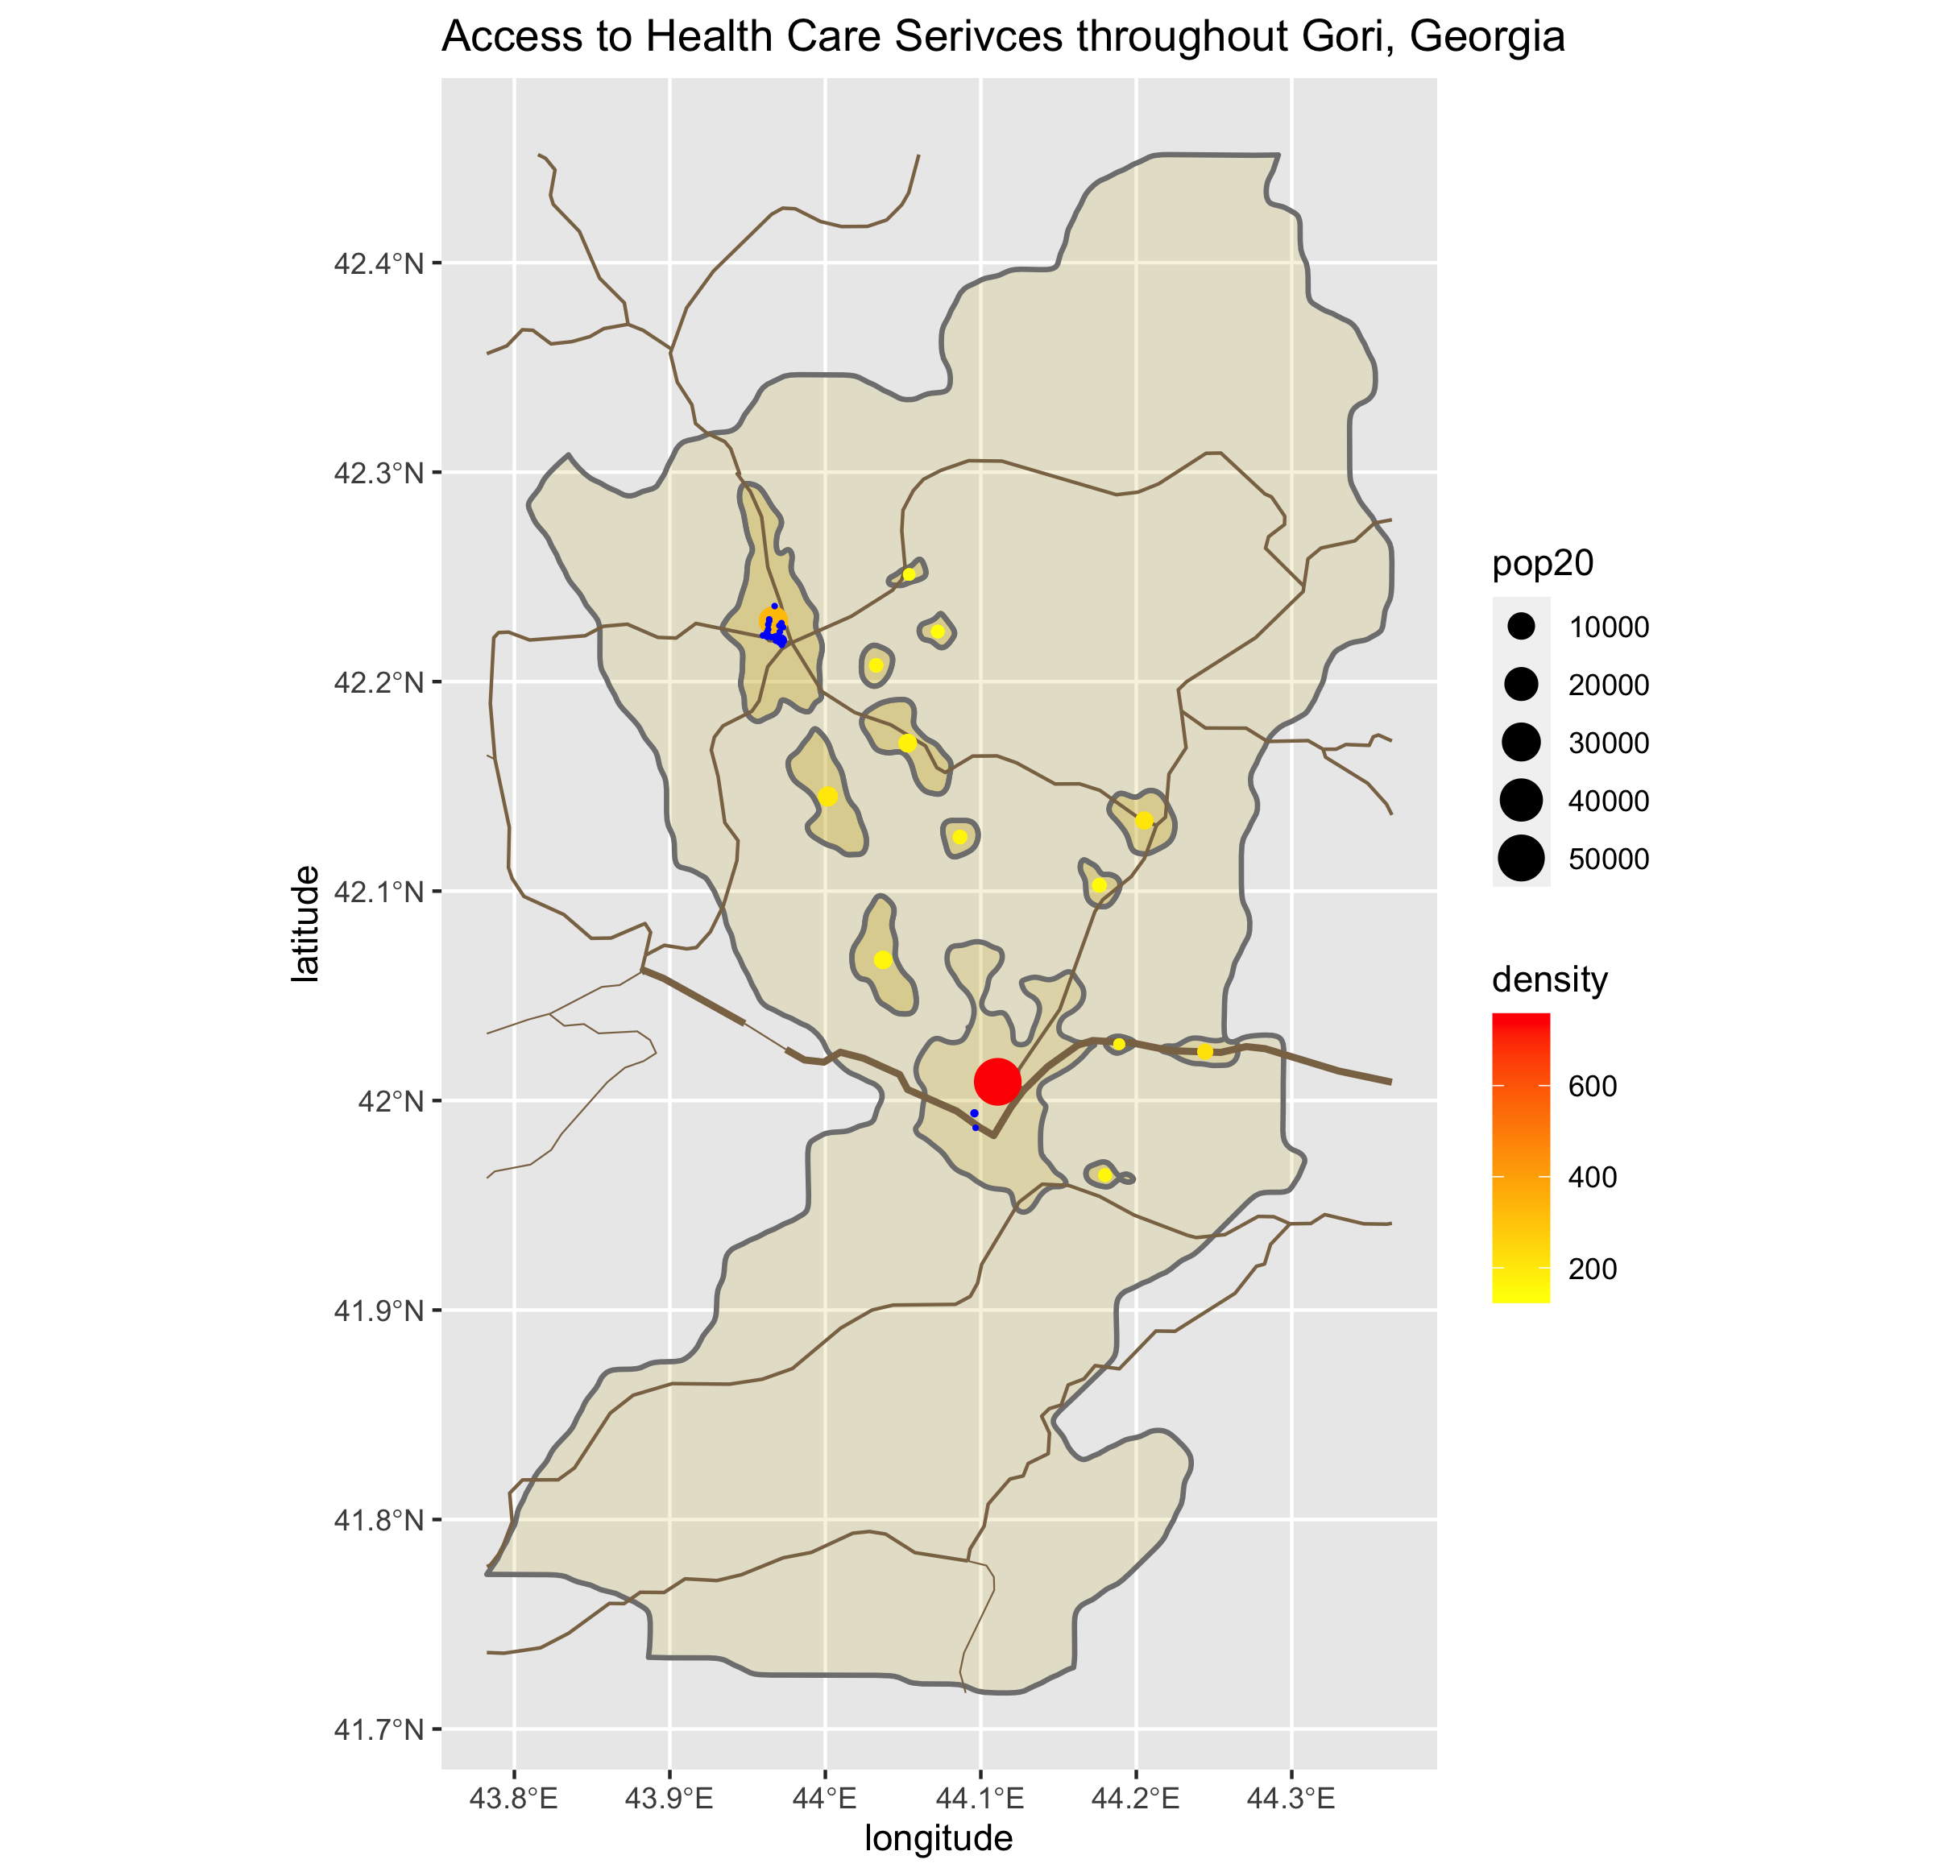 Access to Health Care Serivces throughout Gori, Georgia
42.4°N
42.3°N
42.2°N
42.1°N
42°N
41.9°N
41.8°N
41.7°N
latitude
43.8°E
43.9°E
44°E
44.1°E
44.2°E
44.3°E
longitude
pop20
10000
20000
30000
40000
50000
density
600
400
200